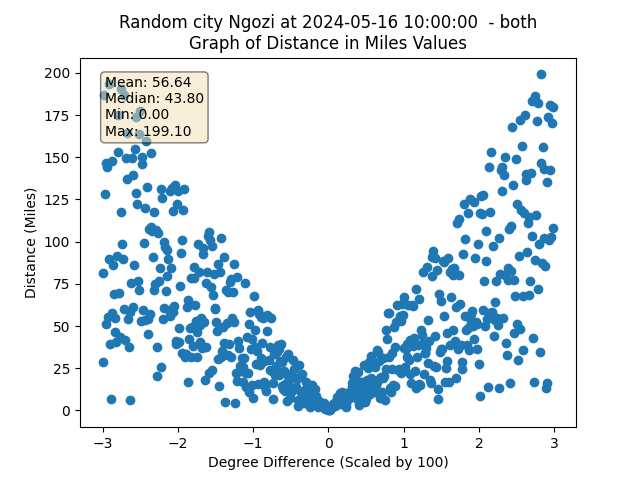 Random city Ngozi at 2024-05-16 10:00:00 - both
Graph of Distance in Miles Values
Mean: 56.64
Median: 43.80
Min: 0.00
Max: 199.10
Distance (Miles)
200
175
150
125
100
75
50
25
0
−3
−2
−1
0
1
2
3
Degree Difference (Scaled by 100)